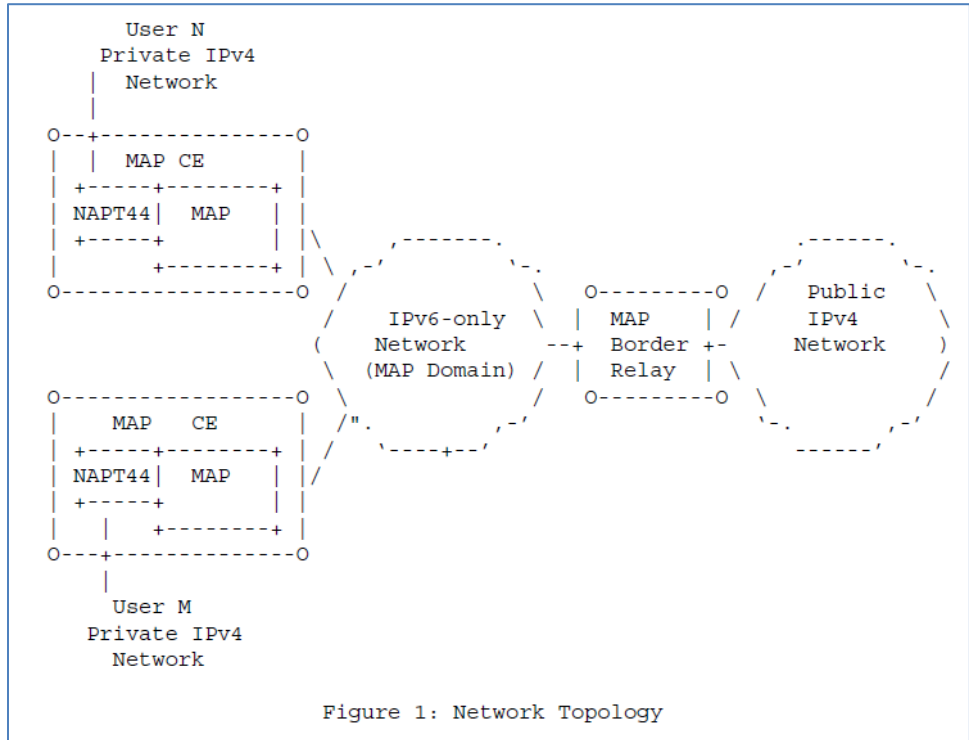 User N
Private IPv4
| Network
|
O--+---------------O
| | MAP CE |
| +-----+--------+ |
| NAPT44| MAP | |
| +-----+ | |\ ,-------. .------.
| +--------+ | \ ,-' '-. ,-' '-.
O------------------O / \ O---------O / Public \
/ IPv6-only \ | MAP | / IPv4 \
( Network --+ Border +- Network )
\ (MAP Domain) / | Relay | \ /
O------------------O \ / O---------O \ /
| MAP CE | /". ,-' '-. ,-'
| +-----+--------+ | / '----+--' ------'
| NAPT44| MAP | |/
| +-----+ | |
| | +--------+ |
O---+--------------O
|
User M
Private IPv4
Network
Figure 1: Network Topology